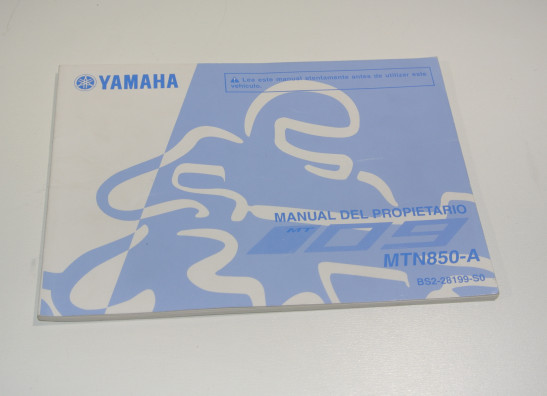 YAMAHA
Lea este manual atentamente antes de utilizar este
vehículo.
MANUAL DEL PROPIETARIO
MT 09
MTN850-A
BS2-28199-S0